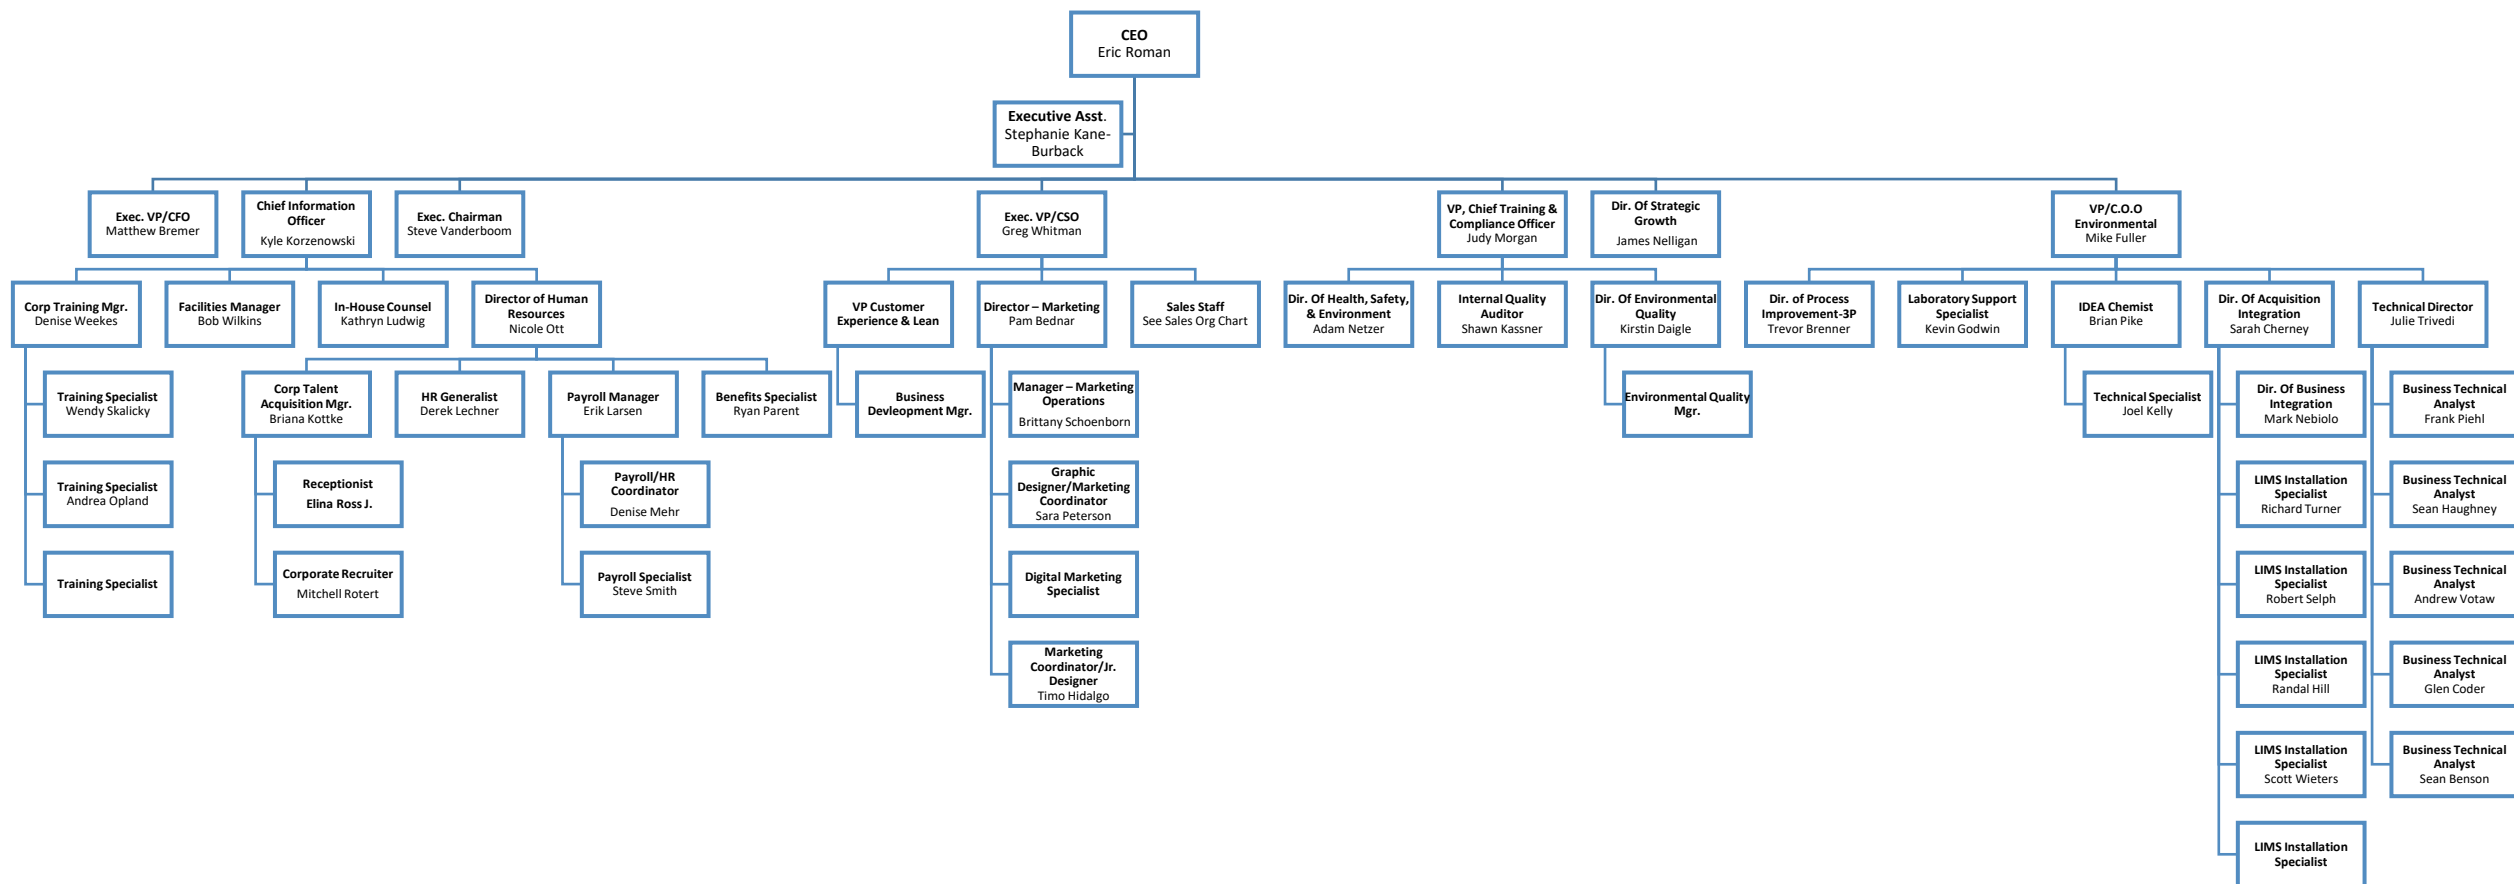 CEO
Eric Roman
Executive Asst.
Stephanie Kane-
Burback
Exec. VP/CFO
Matthew Bremer
Chief Information
Officer
Kyle Korzenowski
Exec. Chairman
Steve Vanderboom
Exec. VP/CSO
Greg Whitman
VP, Chief Training &
Compliance Officer
Judy Morgan
Dir. Of Strategic
Growth
James Nelligan
VP/C.O.O
Environmental
Mike Fuller
Corp Training Mgr.
Denise Weekes
Facilities Manager
Bob Wilkins
In-House Counsel
Kathryn Ludwig
Director of Human
Resources
Nicole Ott
VP Customer
Experience & Lean
Director – Marketing
Pam Bednar
Sales Staff
See Sales Org Chart
Dir. Of Health, Safety,
& Environment
Adam Netzer
Internal Quality
Auditor
Shawn Kassner
Dir. Of Environmental
Quality
Kirstin Daigle
Dir. of Process
Improvement-3P
Trevor Brenner
Laboratory Support
Specialist
Kevin Godwin
IDEA Chemist
Brian Pike
Dir. Of Acquisition
Integration
Sarah Cherney
Technical Director
Julie Trivedi
Training Specialist
Wendy Skalicky
Corp Talent
Acquisition Mgr.
Briana Kottke
HR Generalist
Derek Lechner
Payroll Manager
Erik Larsen
Benefits Specialist
Ryan Parent
Business
Devleopment Mgr.
Manager – Marketing
Operations
Brittany Schoenborn
Environmental Quality
Mgr.
Technical Specialist
Joel Kelly
Dir. Of Business
Integration
Mark Nebiolo
Business Technical
Analyst
Frank Piehl
Training Specialist
Andrea Opland
Receptionist
Elina Ross J.
Payroll/HR
Coordinator
Denise Mehr
Graphic
Designer/Marketing
Coordinator
Sara Peterson
LIMS Installation
Specialist
Richard Turner
Business Technical
Analyst
Sean Haughney
Training Specialist
Corporate Recruiter
Mitchell Rotert
Payroll Specialist
Steve Smith
Digital Marketing
Specialist
LIMS Installation
Specialist
Robert Selph
Business Technical
Analyst
Andrew Votaw
Marketing
Coordinator/Jr.
Designer
Timo Hidalgo
LIMS Installation
Specialist
Randal Hill
Business Technical
Analyst
Glen Coder
LIMS Installation
Specialist
Scott Wieters
Business Technical
Analyst
Sean Benson
LIMS Installation
Specialist